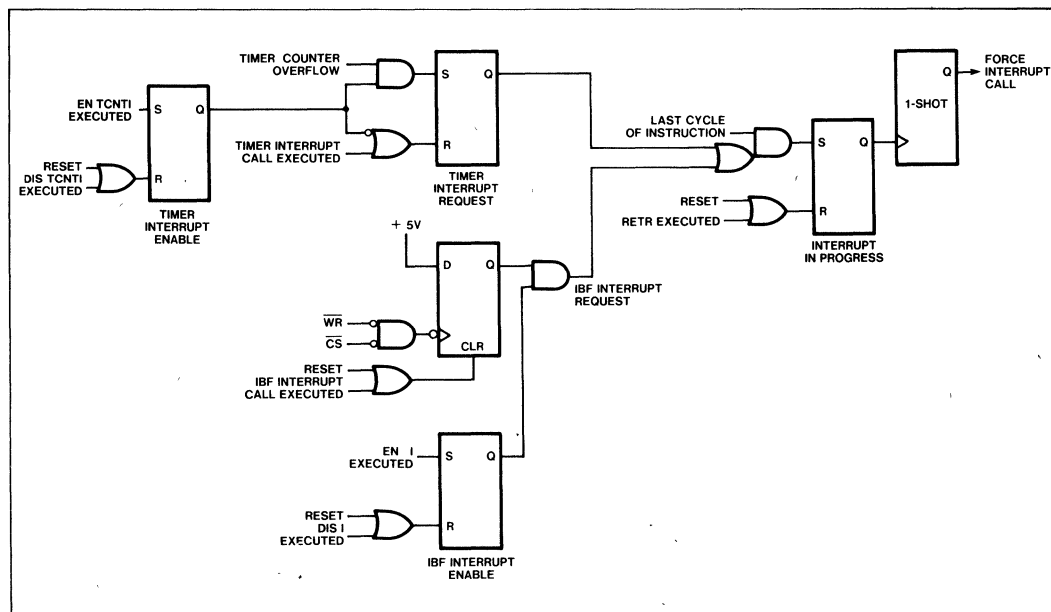 TIMER COUNTER
OVERFLOW
S
Q
EN TCNTI
EXECUTED
S
Q
TIMER INTERRUPT
CALL EXECUTED
R
RESET
DIS TCNTI
EXECUTED
R
TIMER
INTERRUPT
ENABLE
TIMER
INTERRUPT
REQUEST
LAST CYCLE
OF INSTRUCTION
S
Q
RESET
RETR EXECUTED
R
INTERRUPT
IN PROGRESS
Q
1-SHOT
FORCE
INTERRUPT
CALL
+ 5V
D
Q
IBF INTERRUPT
REQUEST
WR
CS
CLR
RESET
IBF INTERRUPT
CALL EXECUTED
EN I
EXECUTED
S
Q
RESET
DIS I
EXECUTED
R
IBF INTERRUPT
ENABLE